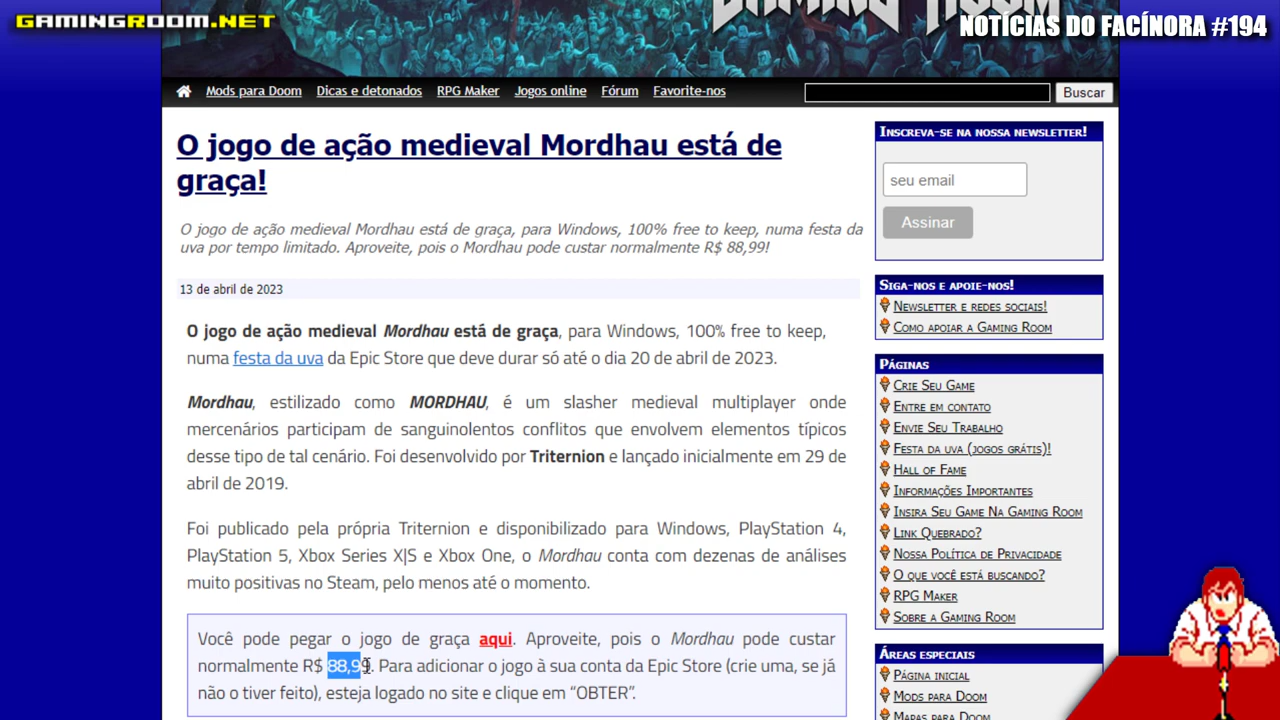 GAMINGROOM.NET
NOTÍCIAS DO FACÍNORA #194
Mods para Doom Dicas e detonados RPG Maker Jogos online Fórum Favorite-nos Buscar
O jogo de ação medieval Mordhau está de
graça!
O jogo de ação medieval Mordhau está de graça, para Windows, 100% free to keep, numa festa da
uva por tempo limitado. Aproveite, pois o Mordhau pode custar normalmente R$ 88,99!
13 de abril de 2023
O jogo de ação medieval Mordhau está de graça, para Windows, 100% free to keep,
numa festa da uva da Epic Store que deve durar só até o dia 20 de abril de 2023.
Mordhau, estilizado como MORDHAU, é um slasher medieval multiplayer onde
mercenários participam de sanguinolentos conflitos que envolvem elementos típicos
desse tipo de tal cenário. Foi desenvolvido por Triternion e lançado inicialmente em 29 de
abril de 2019.
Foi publicado pela própria Triternion e disponibilizado para Windows, PlayStation 4,
PlayStation 5, Xbox Series X|S e Xbox One, o Mordhau conta com dezenas de análises
muito positivas no Steam, pelo menos até o momento.
Você pode pegar o jogo de graça aqui. Aproveite, pois o Mordhau pode custar
normalmente R$ 88,99. Para adicionar o jogo à sua conta da Epic Store (crie uma, se já
não o tiver feito), esteja logado no site e clique em “OBTER”.
Inscreva-se na nossa newsletter!
seu email
Assinar
Siga-nos e apoie-nos!
Newsletter e redes sociais!
Como apoiar a Gaming Room
Páginas
Crie Seu Game
Entre em contato
Envie Seu Trabalho
Festa da uva (jogos grátis)!
Hall of Fame
Informações Importantes
Insira Seu Game Na Gaming Room
Link Quebrado?
Nossa Política de Privacidade
O que você está buscando?
RPG Maker
Sobre a Gaming Room
Áreas especiais
Página inicial
Mods para Doom
Mapas para Doom